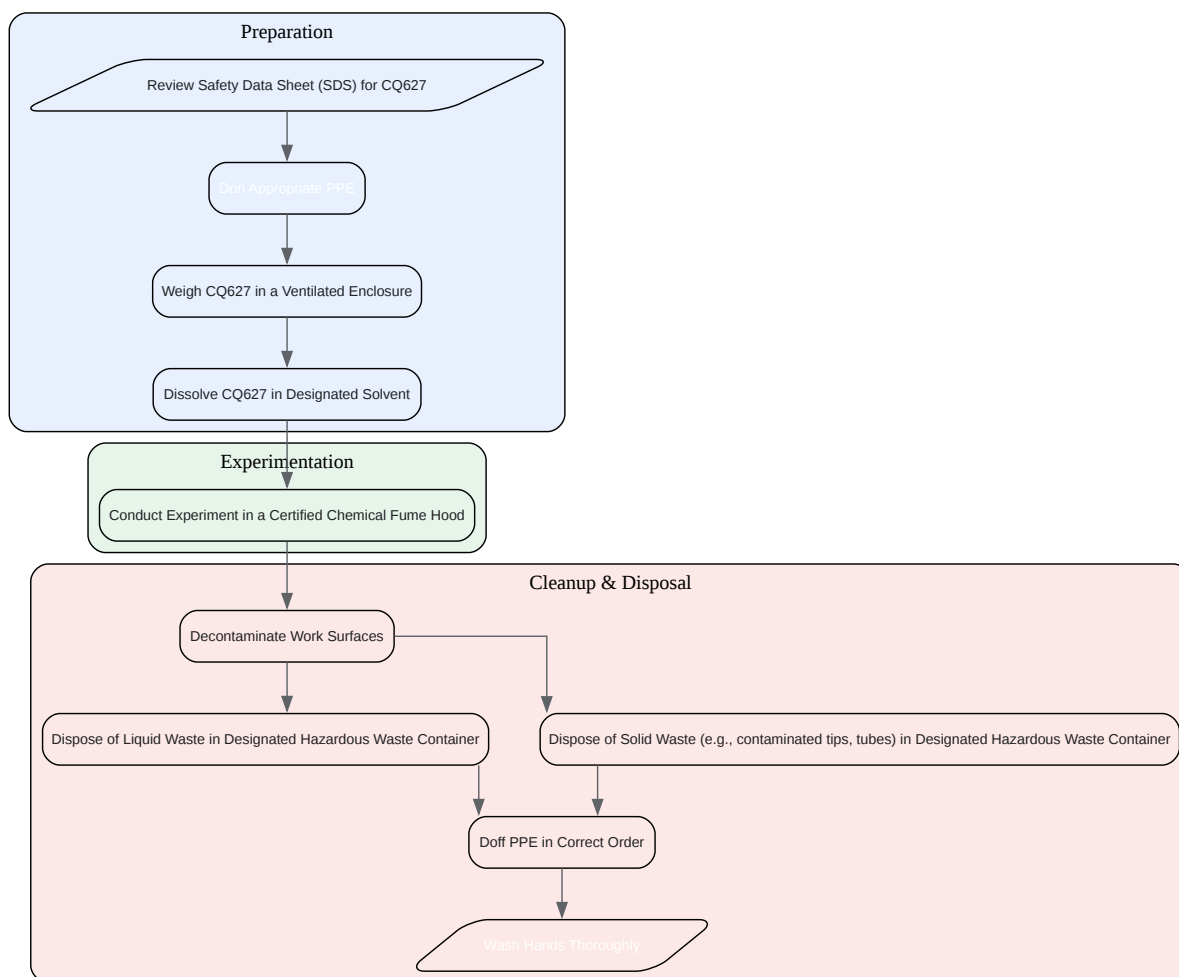 Preparation
Review Safety Data Sheet (SDS) for CQ627
Don Appropriate PPE
Weigh CQ627 in a Ventilated Enclosure
Dissolve CQ627 in Designated Solvent
Experimentation
Conduct Experiment in a Certified Chemical Fume Hood
Cleanup & Disposal
Decontaminate Work Surfaces
Dispose of Liquid Waste in Designated Hazardous Waste Container
Dispose of Solid Waste (e.g., contaminated tips, tubes) in Designated Hazardous Waste Container
Doff PPE in Correct Order
Wash Hands Thoroughly